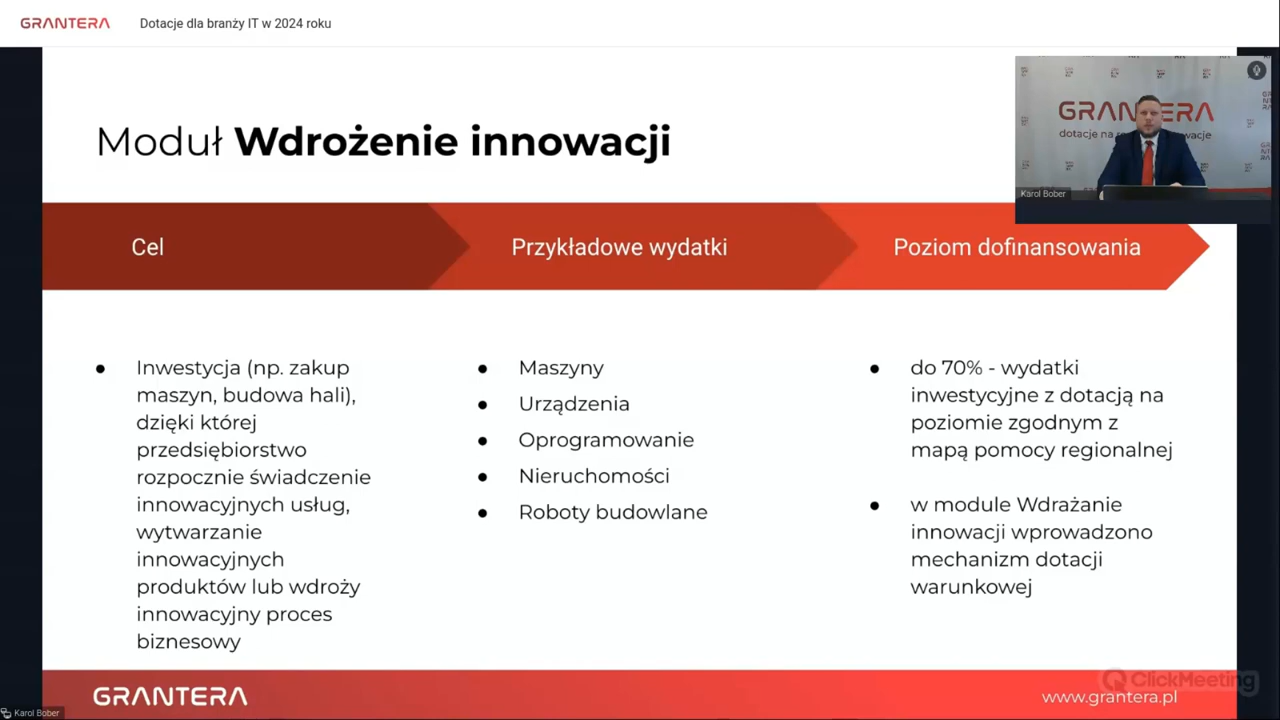 GRANTERA
Dotacje dla branży IT w 2024 roku
Moduł Wdrożenie innowacji
GRANTERA
Karol Bober
Cel
Przykładowe wydatki
Poziom dofinansowania
● Inwestycja (np. zakup
maszyn, budowa hali),
dzięki której
przedsiębiorstwo
rozpocznie świadczenie
innowacyjnych usług,
wytwarzanie
innowacyjnych
produktów lub wdroży
innowacyjny proces
biznesowy
● Maszyny
● Urządzenia
● Oprogramowanie
● Nieruchomości
● Roboty budowlane
● do 70% - wydatki
inwestycyjne z dotacją na
poziomie zgodnym z
mapą pomocy regionalnej
● w module Wdrażanie
innowacji wprowadzono
mechanizm dotacji
warunkowej
GRANTERA
ClickMeeting
www.grantera.pl
Karol Bober